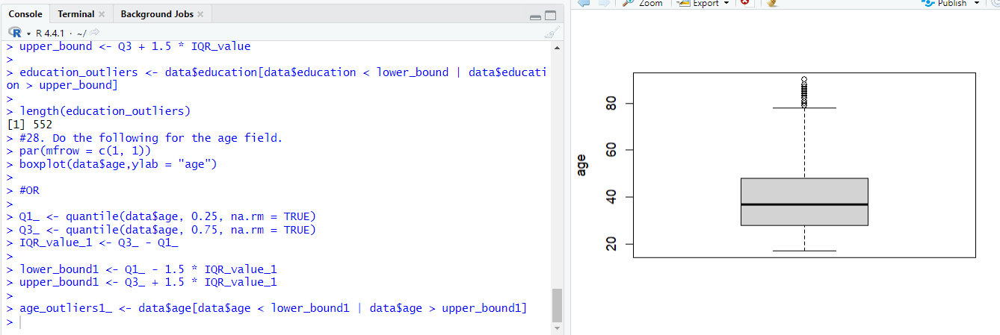 Console Terminal Background Jobs
R 4.4.1 · ~/
> upper_bound <- Q3 + 1.5 * IQR_value
>
> education_outliers <- data$education[data$education < lower_bound | data$educati
on > upper_bound]
>
> length(education_outliers)
[1] 552
> #28. Do the following for the age field.
> par(mfrow = c(1, 1))
> boxplot(data$age,ylab = "age")
>
> #OR
>
> Q1_ <- quantile(data$age, 0.25, na.rm = TRUE)
> Q3_ <- quantile(data$age, 0.75, na.rm = TRUE)
> IQR_value_1 <- Q3_ - Q1_
>
> lower_bound1 <- Q1_ - 1.5 * IQR_value_1
> upper_bound1 <- Q3_ + 1.5 * IQR_value_1
>
> age_outliers1_ <- data$age[data$age < lower_bound1 | data$age > upper_bound1]
>
Zoom Export Publish
80
60
age
40
20